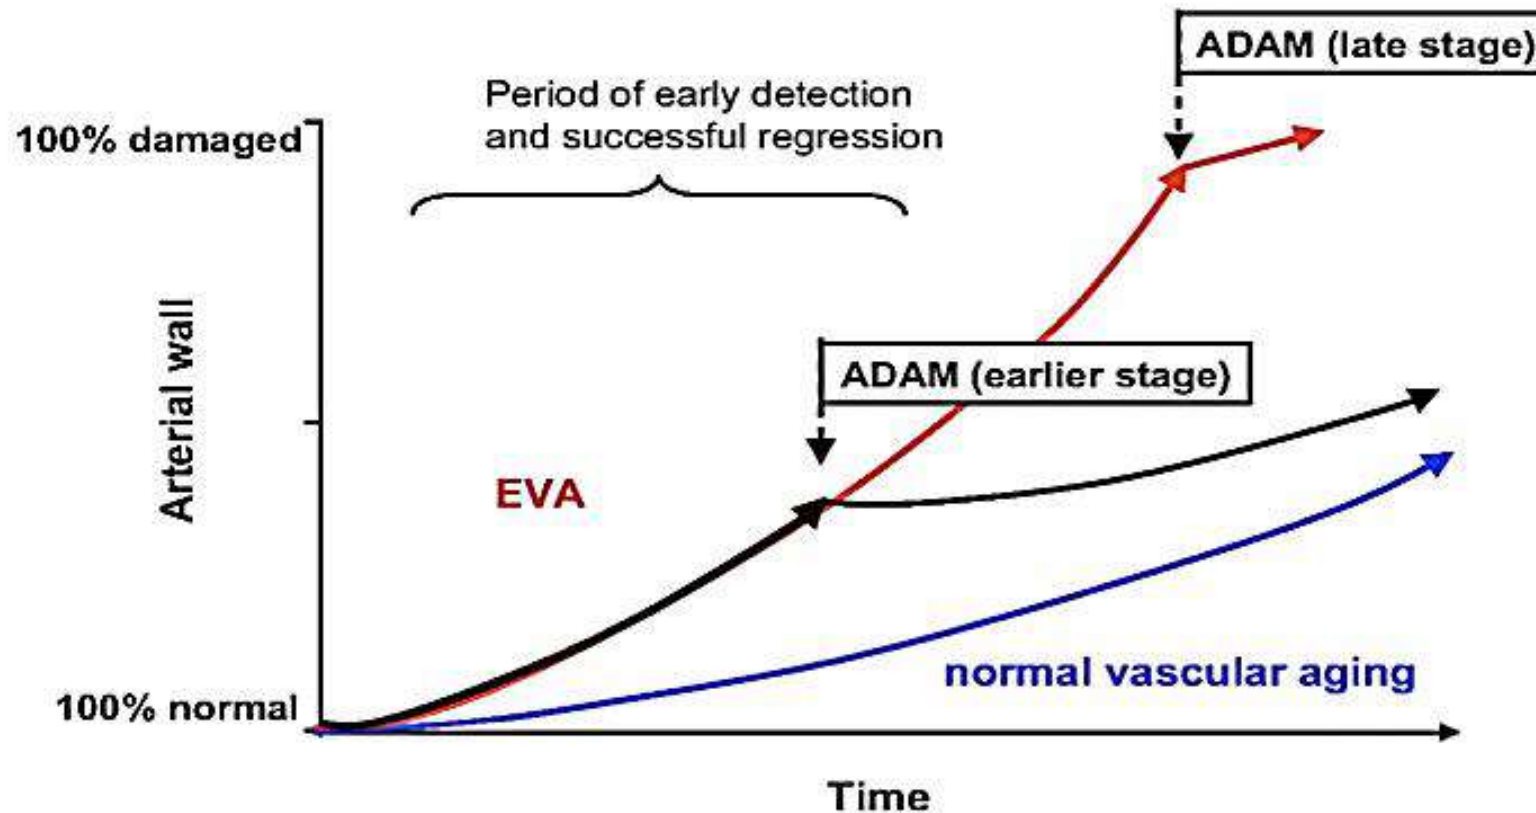 ADAM (late stage)
Period of early detection
and successful regression
100% damaged
Arterial wall
ADAM (earlier stage)
EVA
normal vascular aging
100% normal
Time